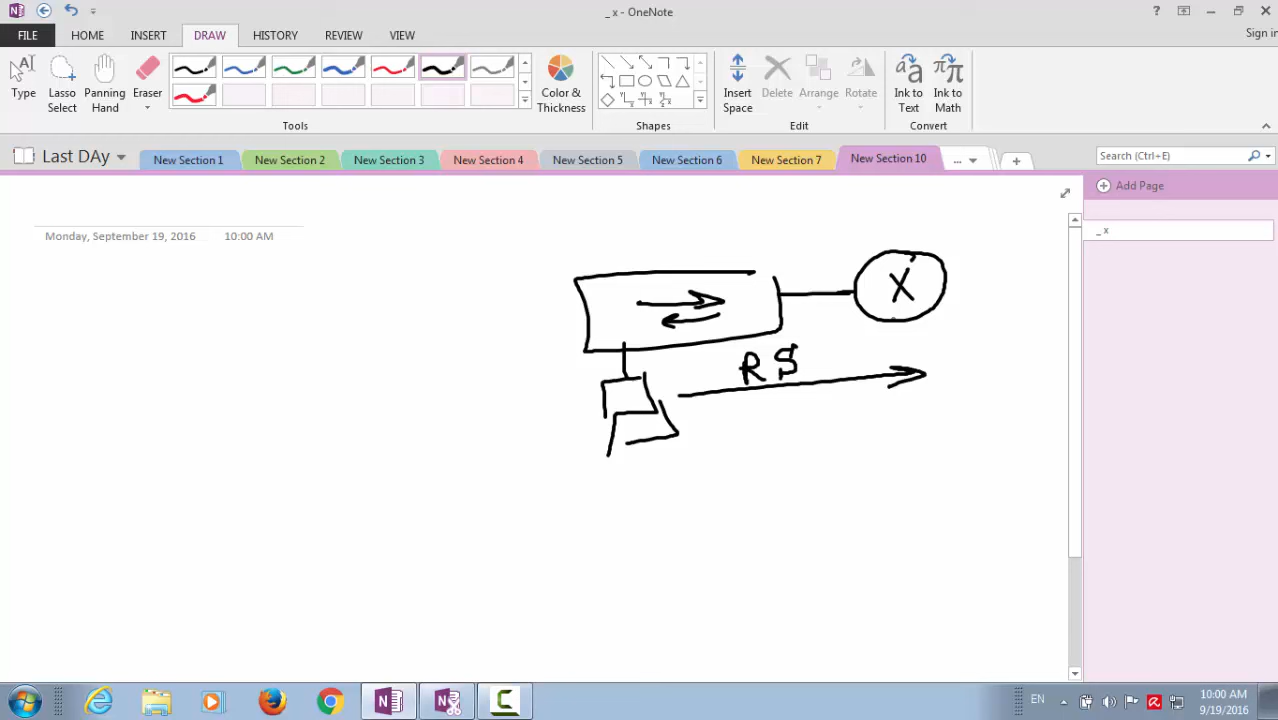 _ x - OneNote
Sign in
FILE HOME INSERT DRAW HISTORY REVIEW VIEW
Type
Lasso Select
Panning Hand
Eraser
Color & Thickness
Insert Space
Delete
Arrange
Rotate
Ink to Text
Ink to Math
Tools
Shapes
Edit
Convert
Last DAy
New Section 1 New Section 2 New Section 3 New Section 4 New Section 5 New Section 6 New Section 7 New Section 10 ...
Search (Ctrl+E)
Add Page
_ x
Monday, September 19, 2016 10:00 AM
X
RS
EN
10:00 AM
9/19/2016